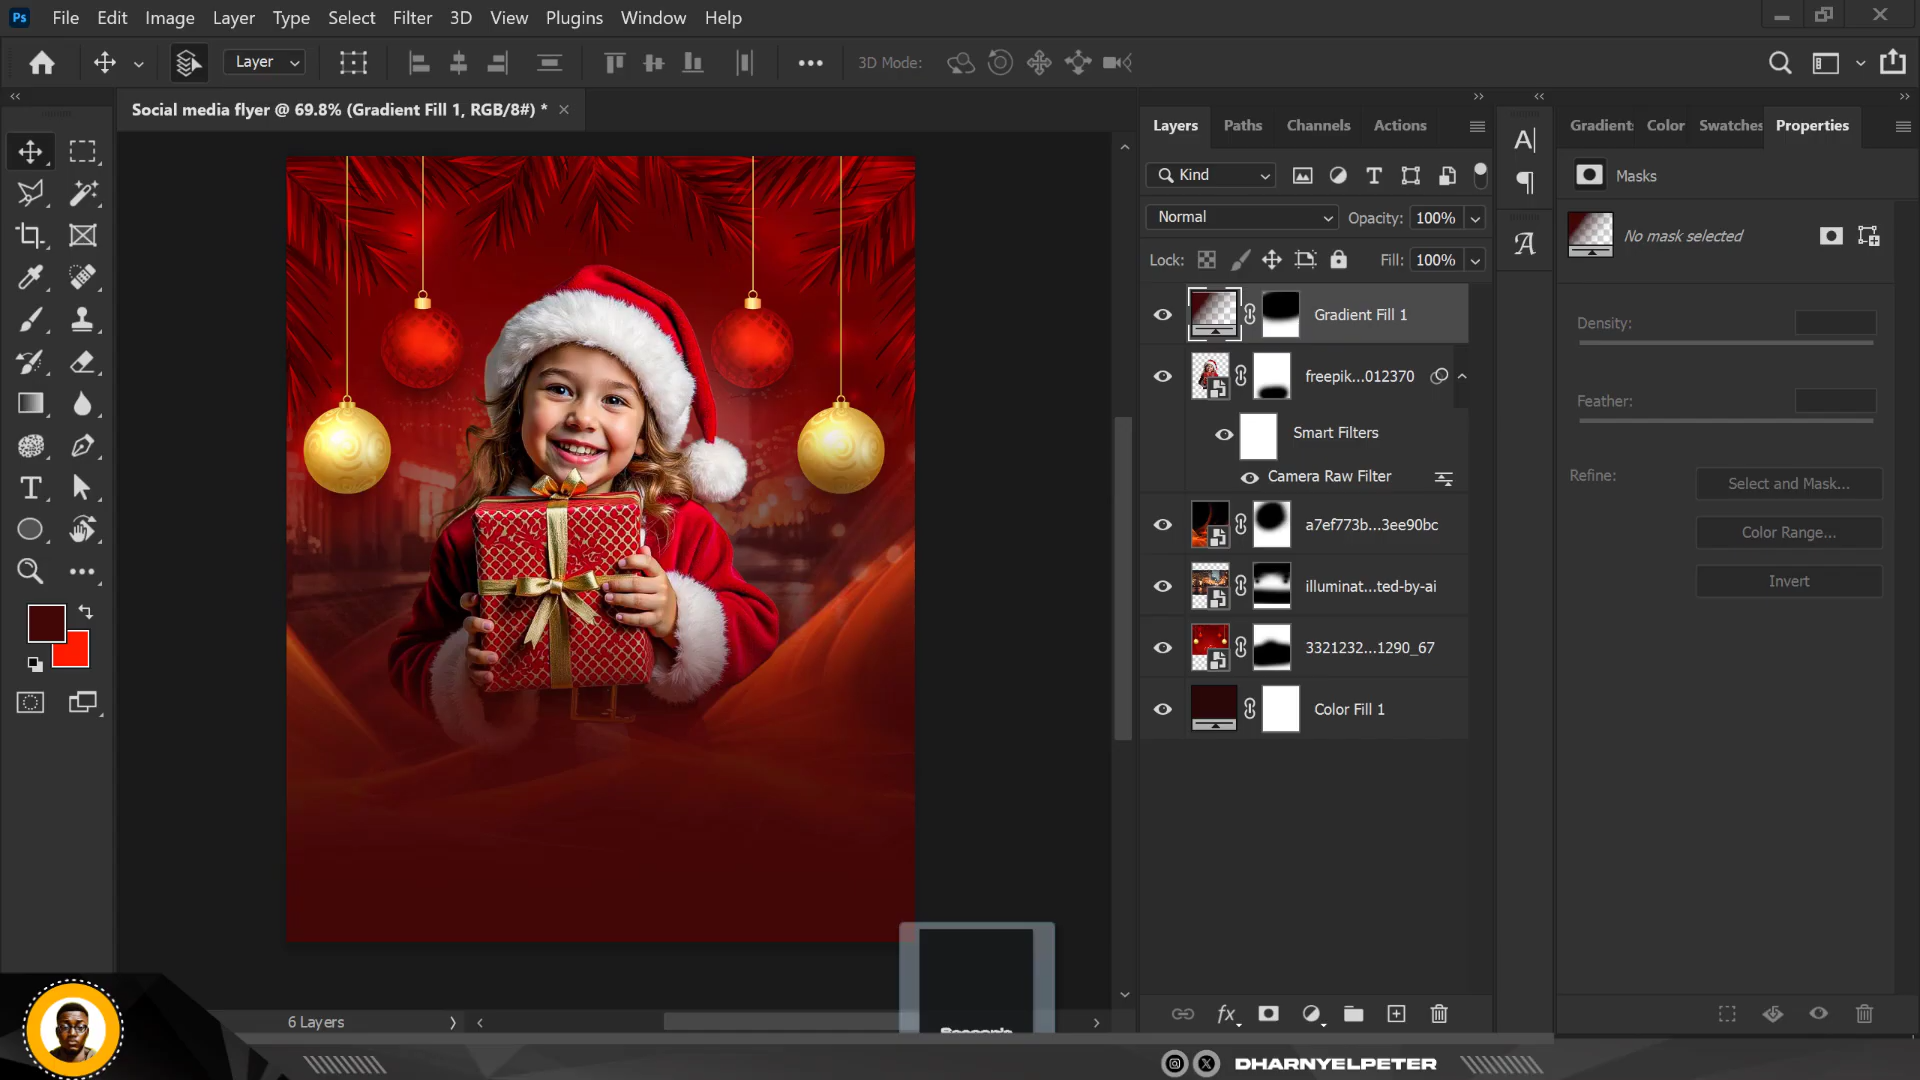 Ps File Edit Image Layer Type Select Filter 3D View Plugins Window Help
Layer 3D Mode:
Social media flyer @ 69.8% (Gradient Fill 1, RGB/8#) *
Layers Paths Channels Actions
Gradient Color Swatches Properties
Kind
Masks
Normal Opacity: 100%
No mask selected
Lock: Fill: 100%
Gradient Fill 1
Density:
freepik...012370
Feather:
Smart Filters
Camera Raw Filter
Refine: Select and Mask...
a7ef773b...3ee90bc
Color Range...
illuminat...ted-by-ai
Invert
3321232...1290_67
Color Fill 1
6 Layers
fx
DHARNYELPETER